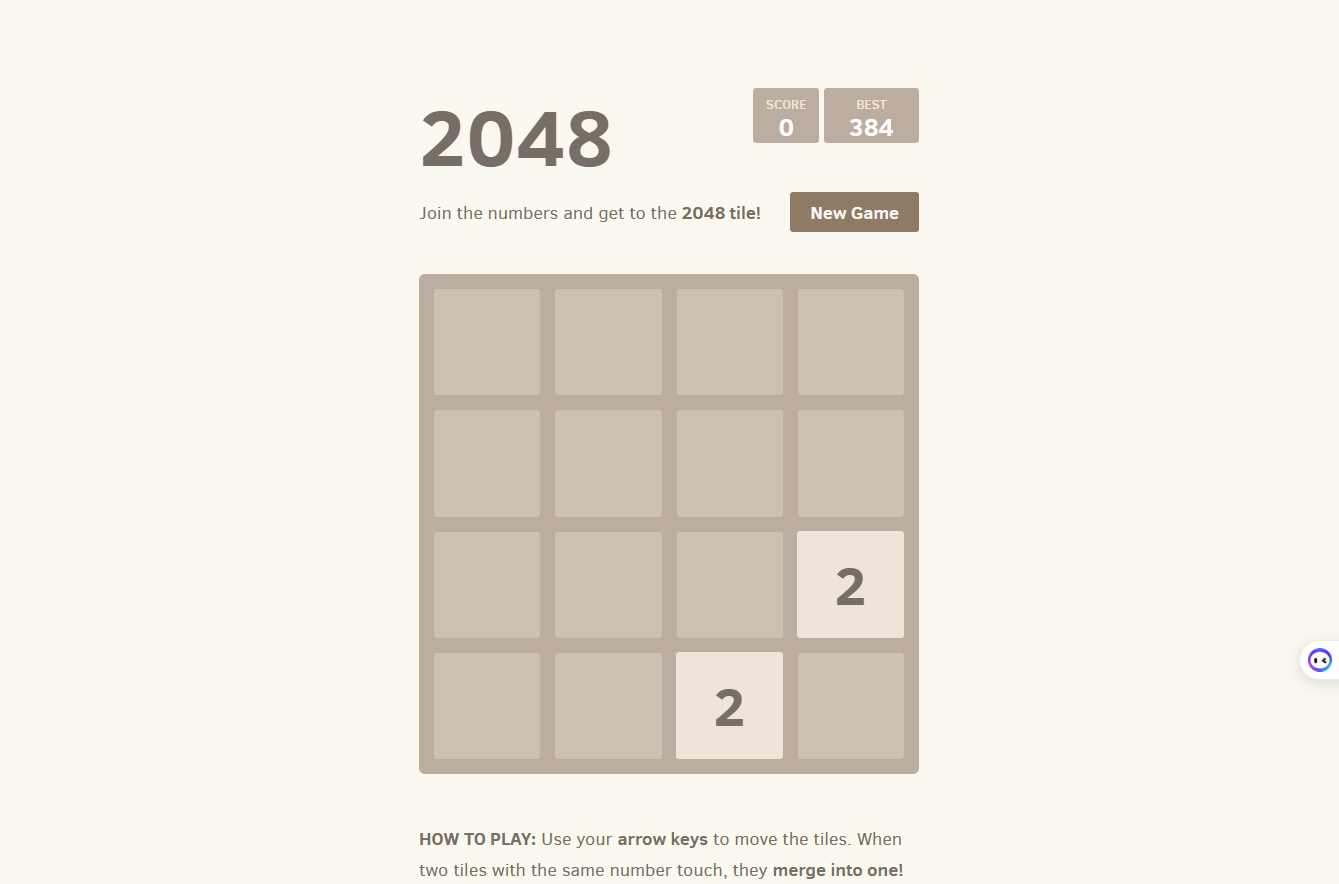 2048
SCORE
0
BEST
384
Join the numbers and get to the 2048 tile!
New Game
2
2
HOW TO PLAY: Use your arrow keys to move the tiles. When
two tiles with the same number touch, they merge into one!